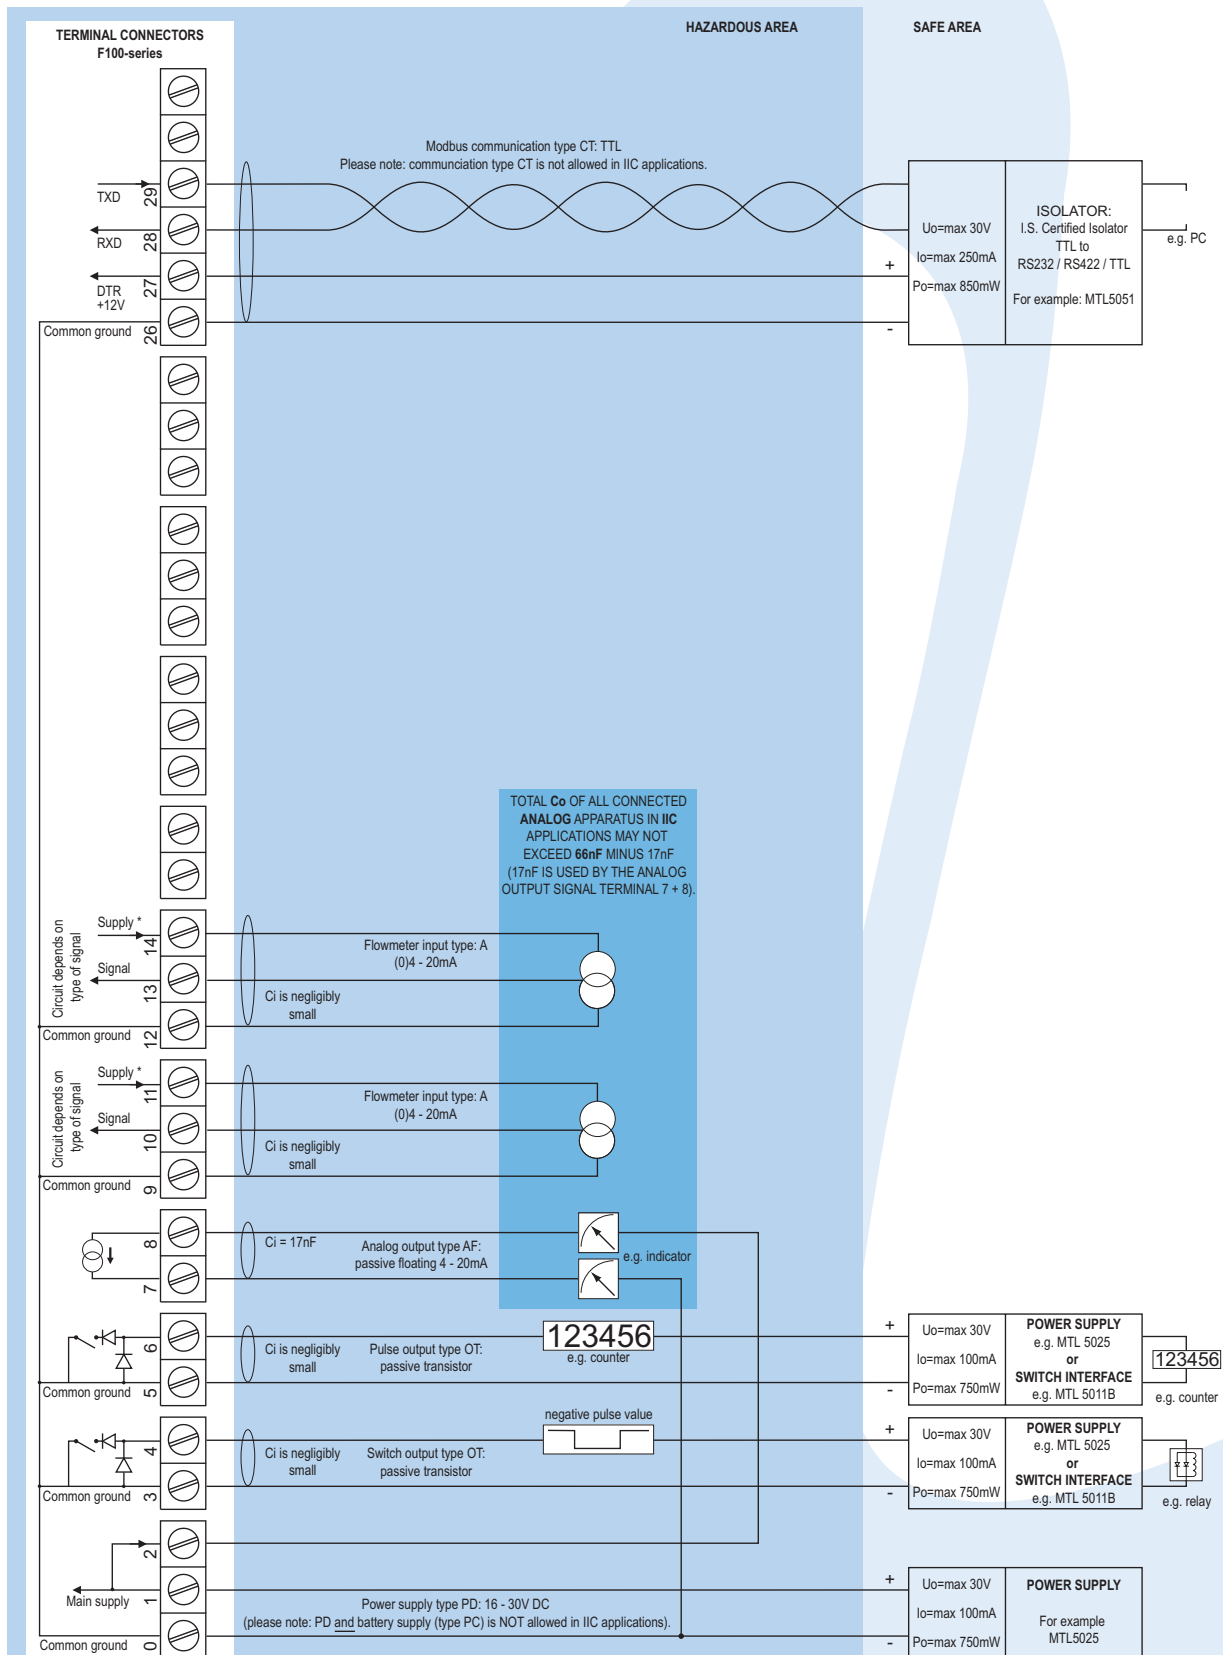 TERMINAL CONNECTORS
F100-series
HAZARDOUS AREA
SAFE AREA
Modbus communication type CT: TTL
Please note: communciation type CT is not allowed in IIC applications.
TXD
29
RXD
28
DTR
+12V
27
Common ground
26
+
-
Uo=max 30V
Io=max 250mA
Po=max 850mW
ISOLATOR:
I.S. Certified Isolator
TTL to
RS232 / RS422 / TTL
For example: MTL5051
e.g. PC
TOTAL Co OF ALL CONNECTED
ANALOG APPARATUS IN IIC
APPLICATIONS MAY NOT
EXCEED 66nF MINUS 17nF
(17nF IS USED BY THE ANALOG
OUTPUT SIGNAL TERMINAL 7 + 8).
Circuit depends on
type of signal
Supply *
14
Signal
13
Common ground
12
Flowmeter input type: A
(0)4 - 20mA
Ci is negligibly
small
Circuit depends on
type of signal
Supply *
11
Signal
10
Common ground
9
Flowmeter input type: A
(0)4 - 20mA
Ci is negligibly
small
8
7
Ci = 17nF
Analog output type AF:
passive floating 4 - 20mA
e.g. indicator
6
Common ground
5
Ci is negligibly
small
Pulse output type OT:
passive transistor
123456
e.g. counter
+
-
Uo=max 30V
Io=max 100mA
Po=max 750mW
POWER SUPPLY
e.g. MTL 5025
or
SWITCH INTERFACE
e.g. MTL 5011B
123456
e.g. counter
4
Common ground
3
Ci is negligibly
small
Switch output type OT:
passive transistor
negative pulse value
+
-
Uo=max 30V
Io=max 100mA
Po=max 750mW
POWER SUPPLY
e.g. MTL 5025
or
SWITCH INTERFACE
e.g. MTL 5011B
e.g. relay
2
Main supply
1
Common ground
0
Power supply type PD: 16 - 30V DC
(please note: PD and battery supply (type PC) is NOT allowed in IIC applications).
+
-
Uo=max 30V
Io=max 100mA
Po=max 750mW
POWER SUPPLY
For example
MTL5025